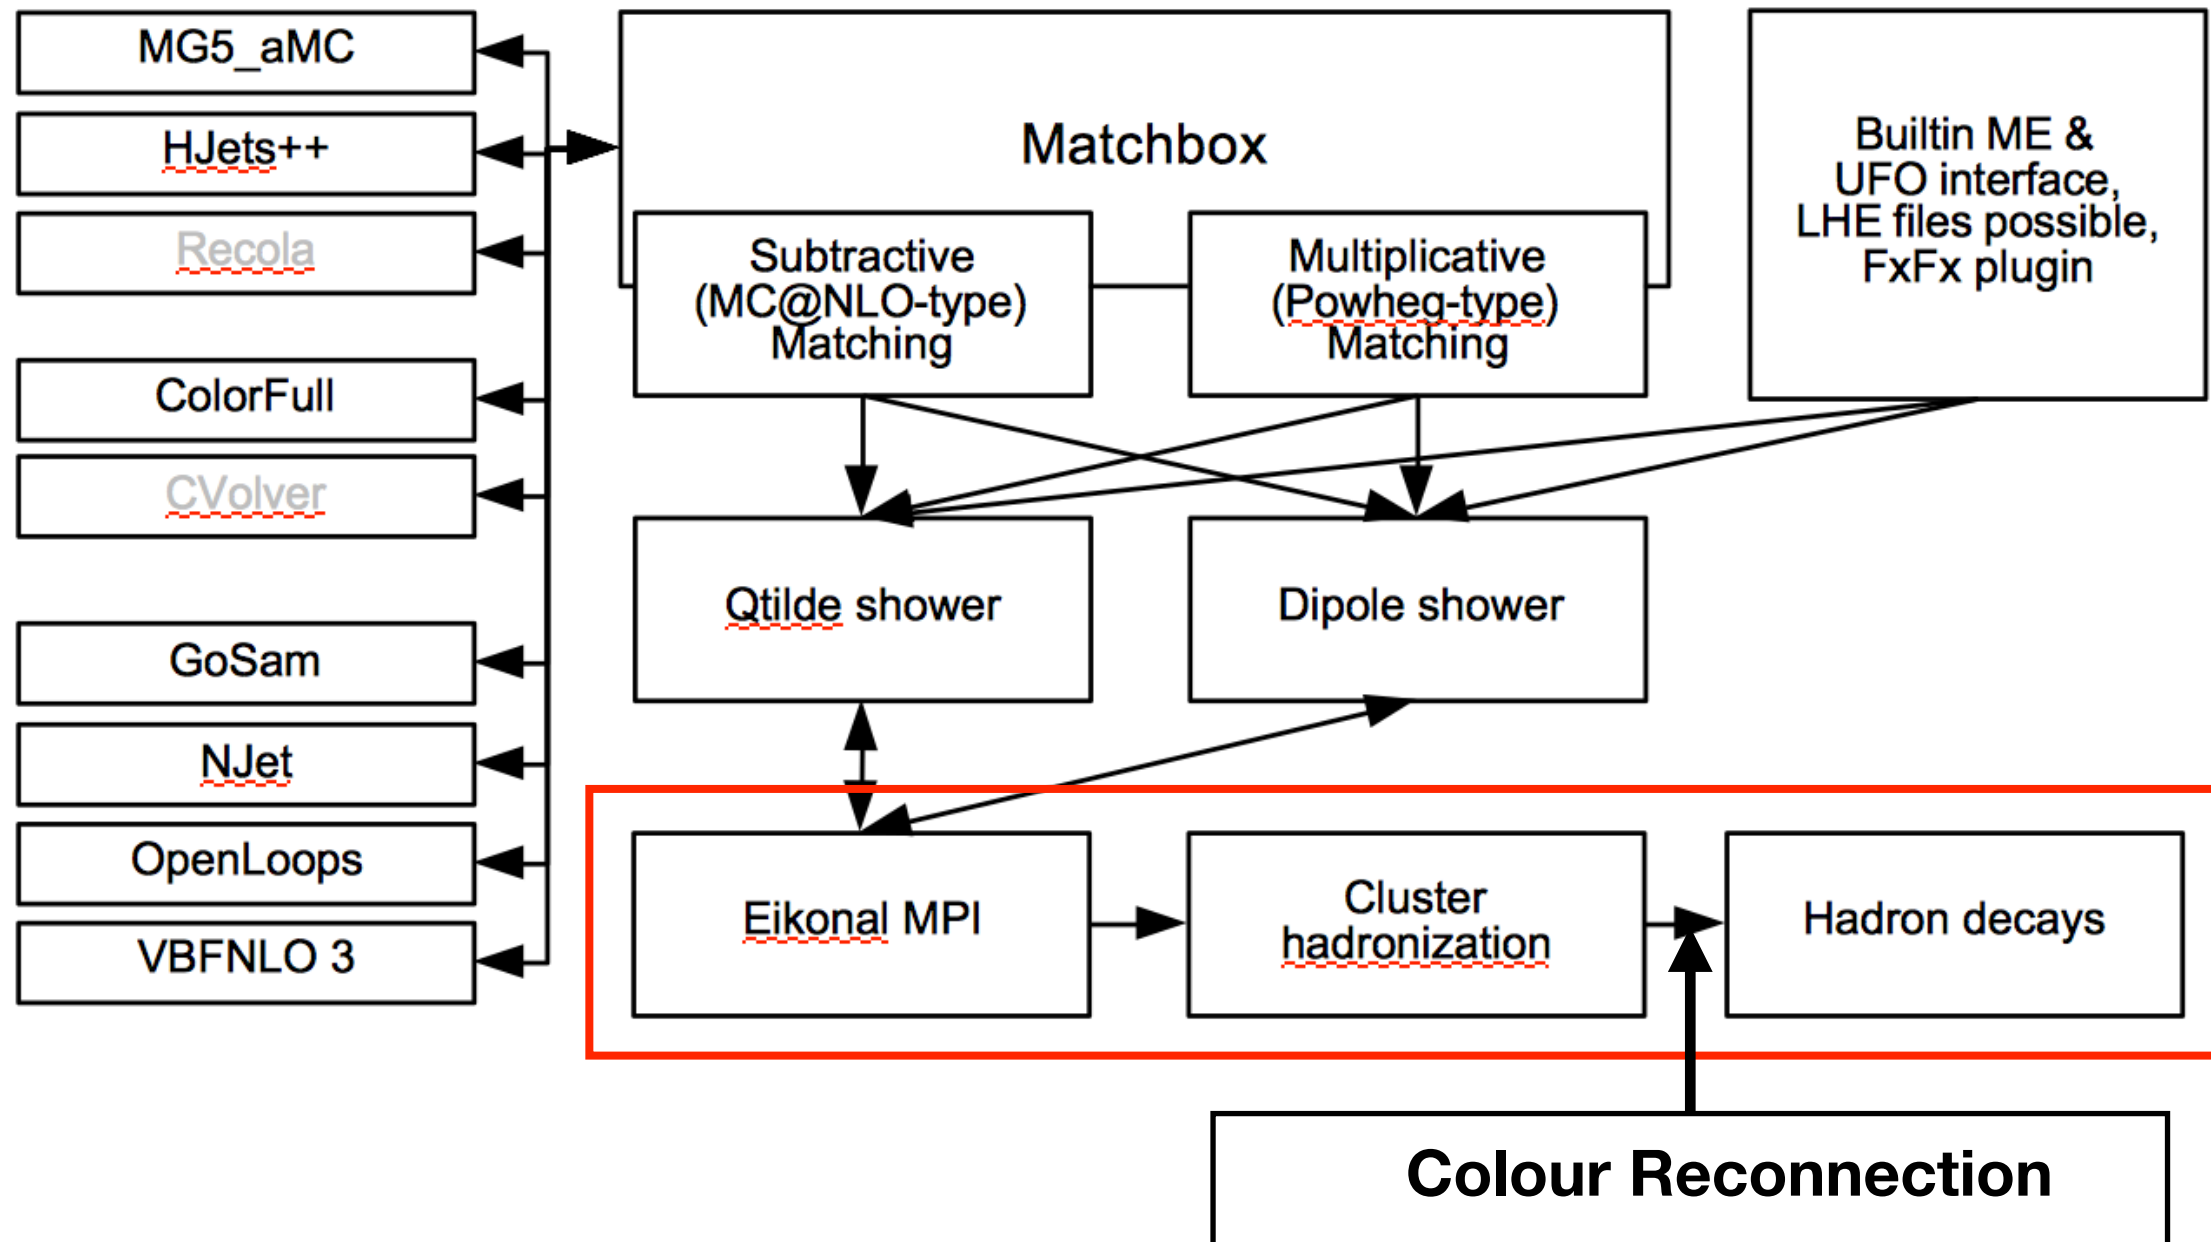 MG5_aMC
HJets++
Recola
ColorFull
CVolver
GoSam
NJet
OpenLoops
VBFNLO 3
Matchbox
Subtractive
(MC@NLO-type)
Matching
Multiplicative
(Powheg-type)
Matching
Builtin ME &
UFO interface,
LHE files possible,
FxFx plugin
Qtilde shower
Dipole shower
Eikonal MPI
Cluster
hadronization
Hadron decays
Colour Reconnection